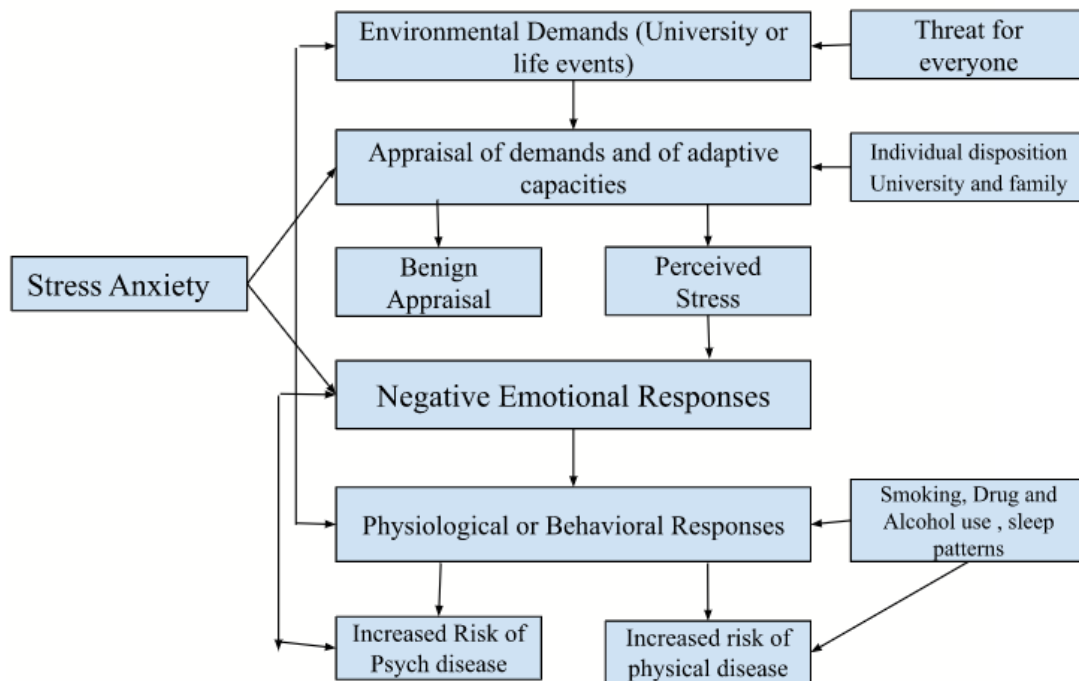 Environmental Demands (University or
life events)
Threat for
everyone
Appraisal of demands and of adaptive
capacities
Individual disposition
University and family
Stress Anxiety
Benign
Appraisal
Perceived
Stress
Negative Emotional Responses
Physiological or Behavioral Responses
Smoking, Drug and
Alcohol use , sleep
patterns
Increased Risk of
Psych disease
Increased risk of
physical disease